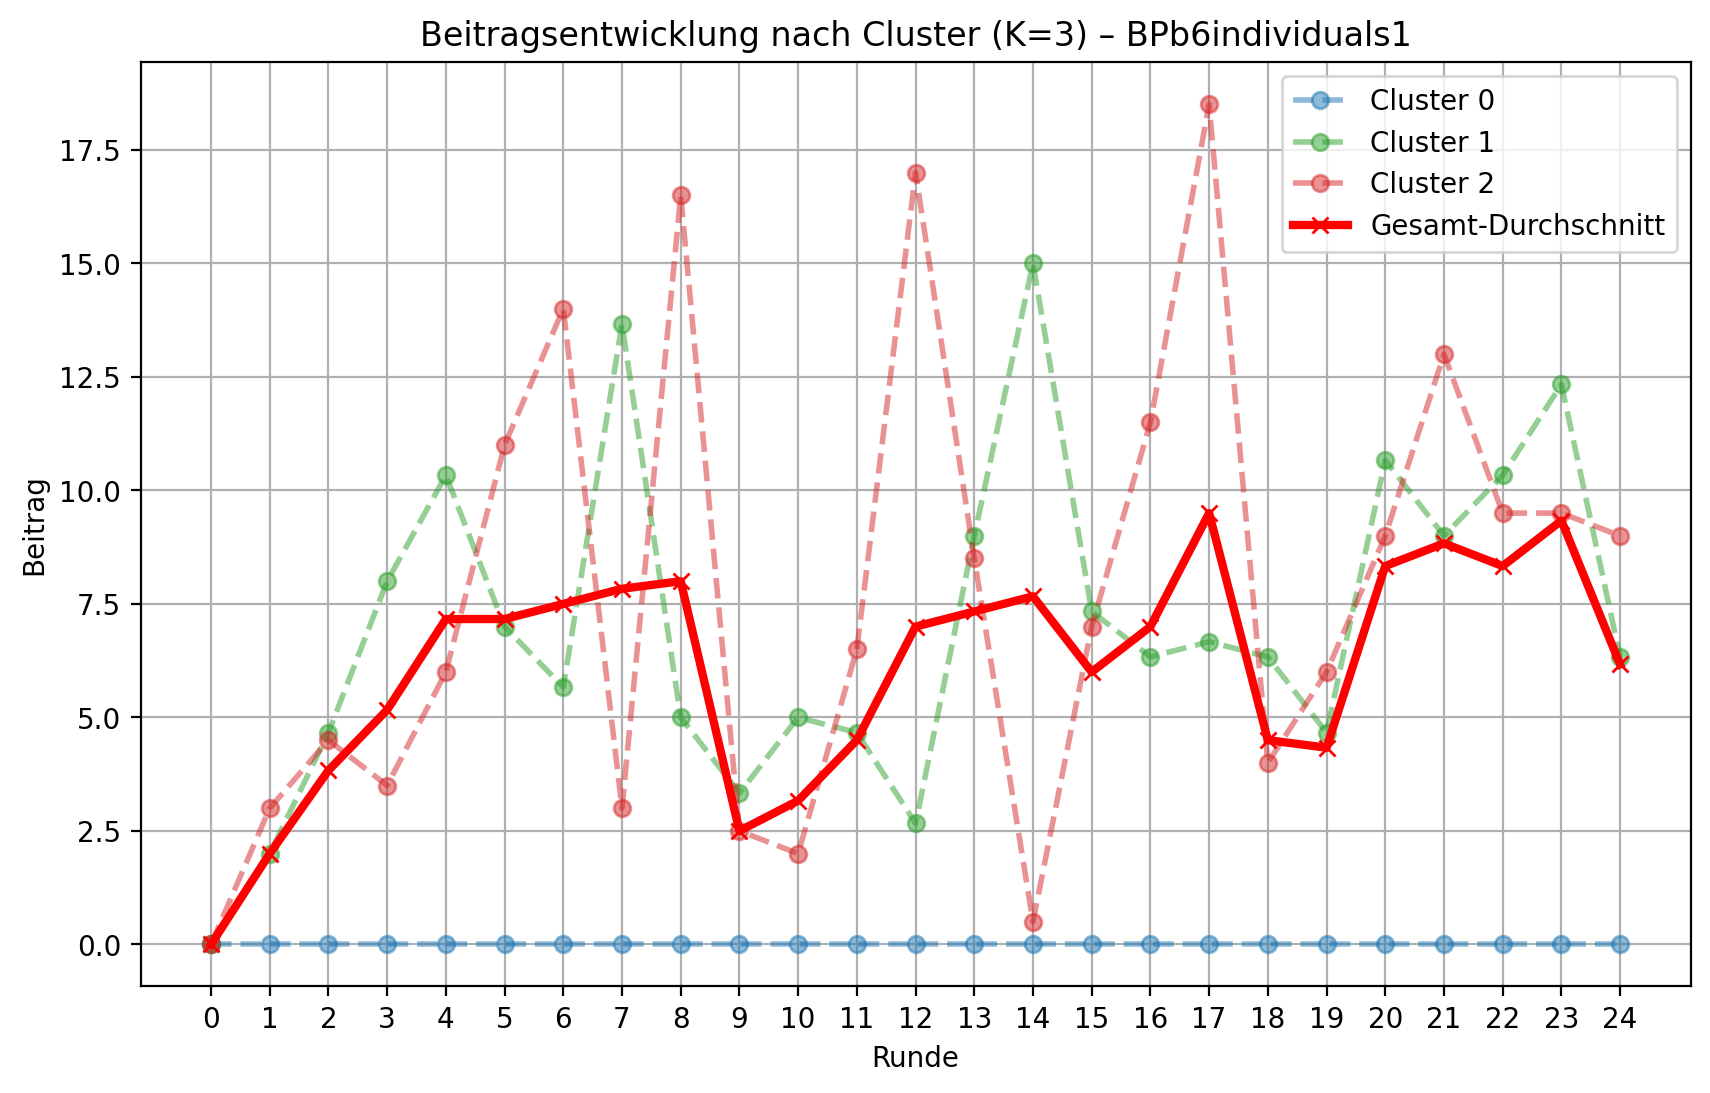 Beitragsentwicklung nach Cluster (K=3) – BPb6individuals1
Cluster 0
Cluster 1
Cluster 2
Gesamt-Durchschnitt
Beitrag
17.5
15.0
12.5
10.0
7.5
5.0
2.5
0.0
0 1 2 3 4 5 6 7 8 9 10 11 12 13 14 15 16 17 18 19 20 21 22 23 24
Runde